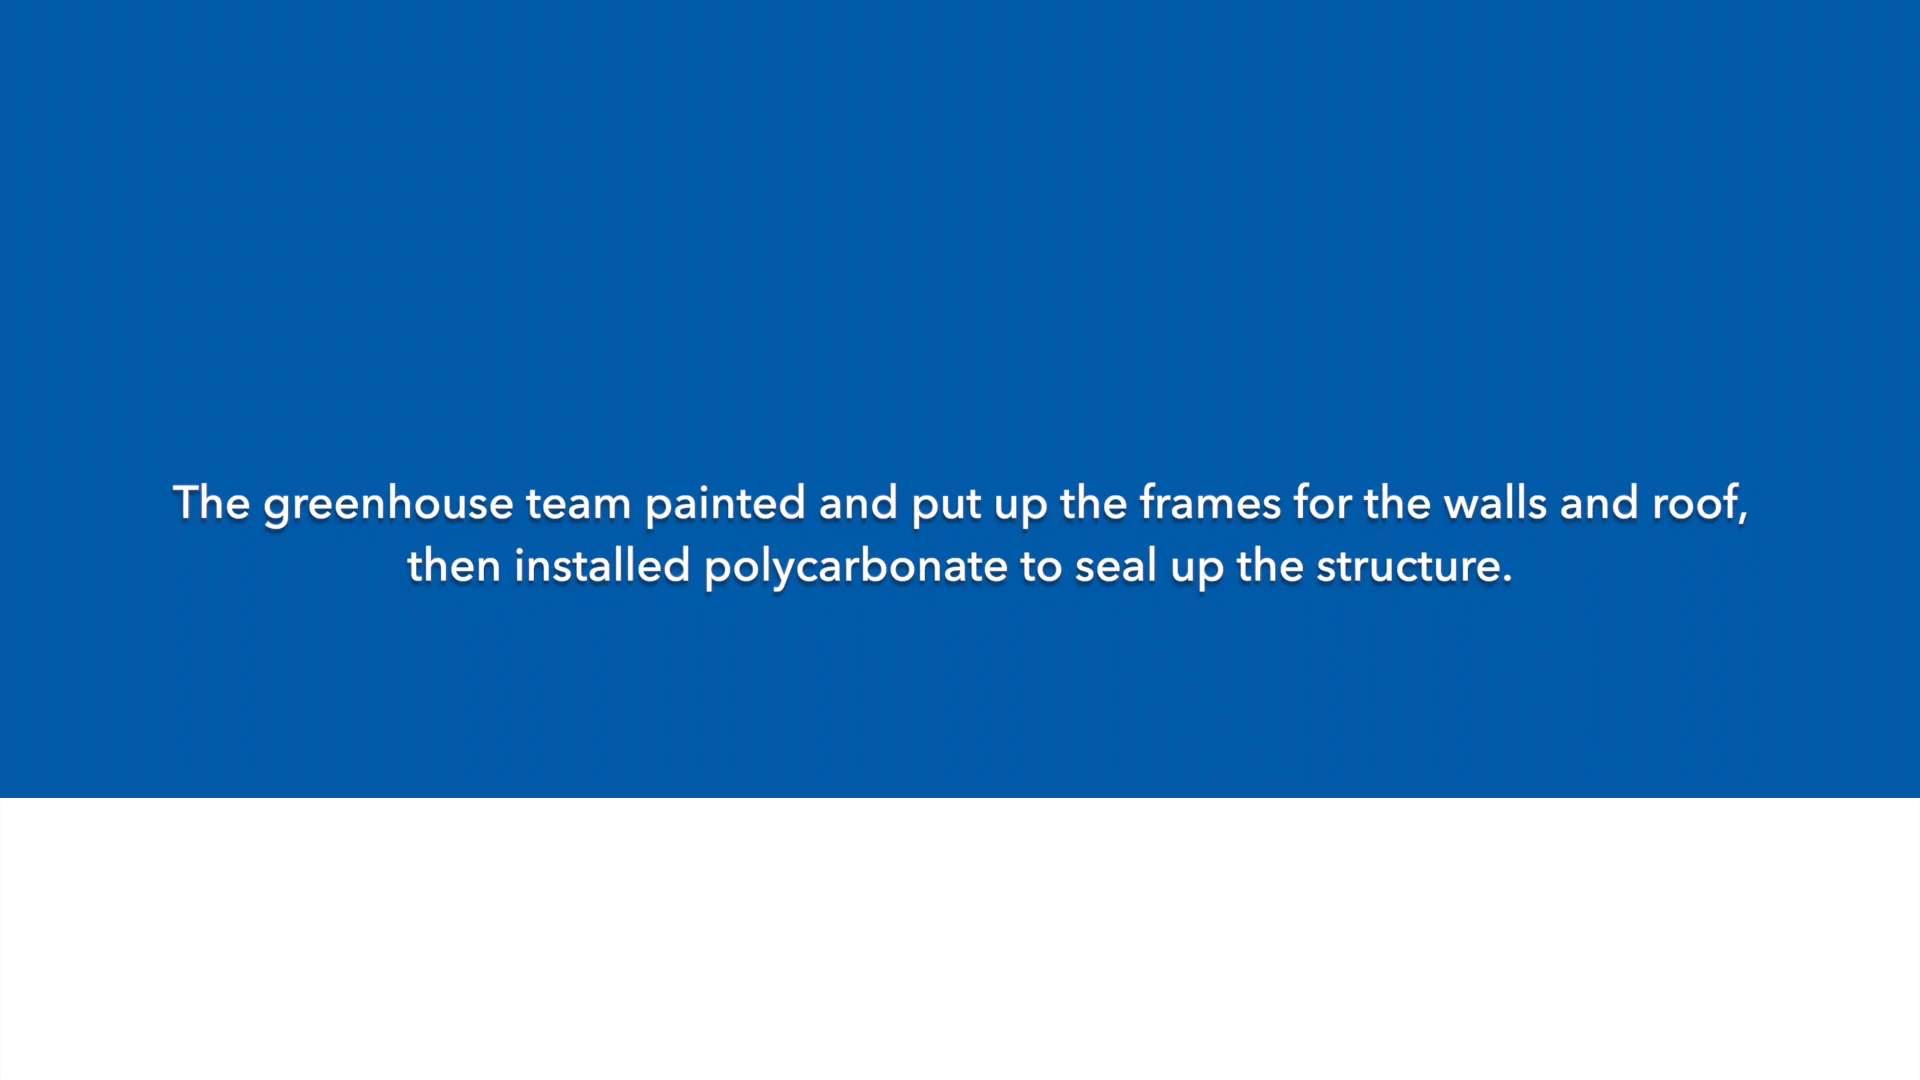 The greenhouse team painted and put up the frames for the walls and roof,
then installed polycarbonate to seal up the structure.